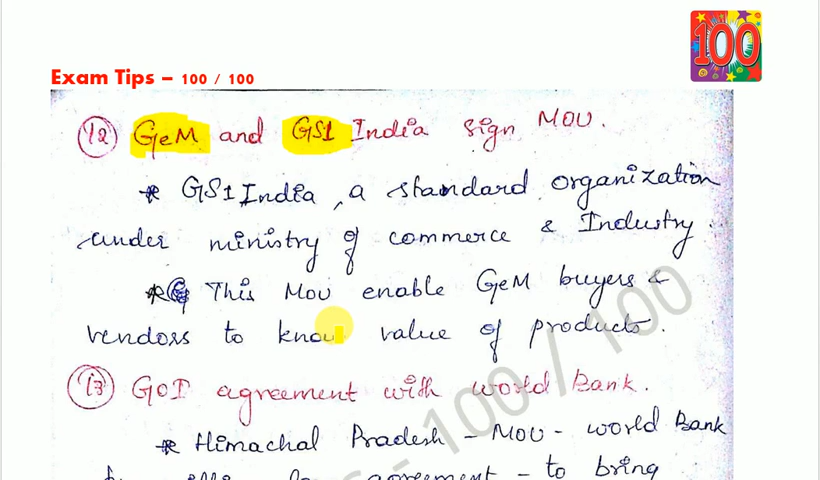 100
Exam Tips – 100 / 100
12 GeM and GS1 India sign MOU.
* GS1 India, a standard organization
under ministry of commerce & Industry.
* This MoU enable GeM buyers &
vendors to know value of products.
13 GOI agreement with world Bank.
* Himachal Pradesh - MOU - world Bank
agreement - to bring
- 100 / 100